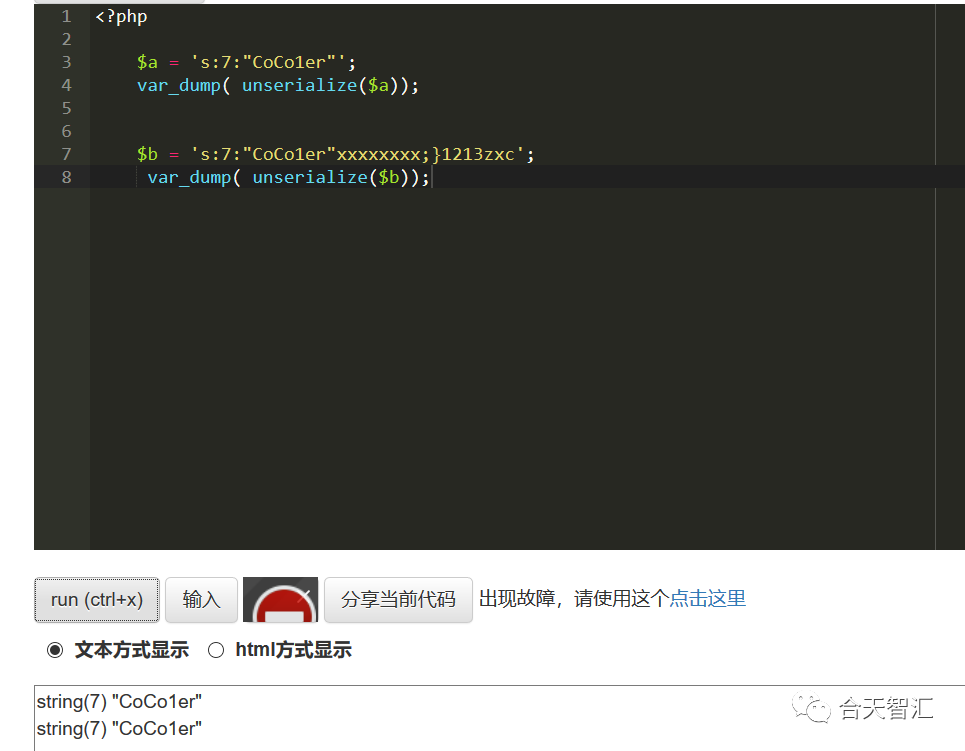 1 <?php
2
3 $a = 's:7:"CoCo1er"';
4 var_dump( unserialize($a));
5
6
7 $b = 's:7:"CoCo1er"xxxxxxxx;}1213zxc';
8 var_dump( unserialize($b));
run (ctrl+x) 输入 分享当前代码 出现故障，请使用这个点击这里
文本方式显示 html方式显示
string(7) "CoCo1er"
string(7) "CoCo1er"
合天智汇